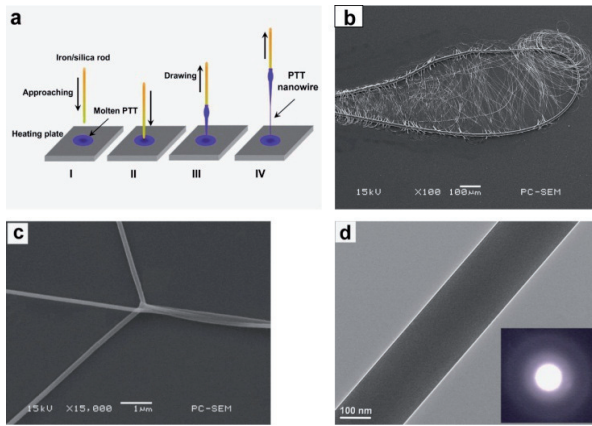 a
Iron/silica rod
Approaching
Molten PTT
Heating plate
Drawing
PTT
nanowire
I
II
III
IV
b
15kV
X100
100µm
PC-SEM
c
15kV
X15,000
1µm
PC-SEM
d
100 nm